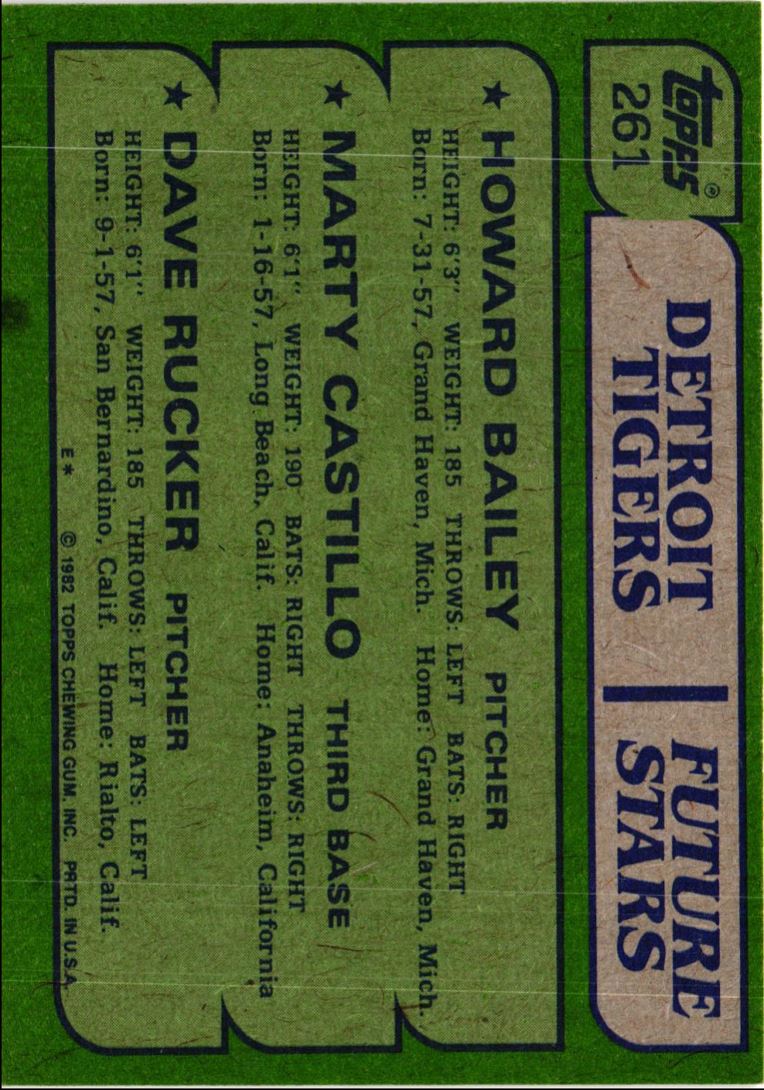 topps®
261
DETROIT
TIGERS
FUTURE
STARS
★ HOWARD BAILEY PITCHER
HEIGHT: 6'3" WEIGHT: 185 THROWS: LEFT BATS: RIGHT
Born: 7-31-57, Grand Haven, Mich. Home: Grand Haven, Mich.
★ MARTY CASTILLO THIRD BASE
HEIGHT: 6'1" WEIGHT: 190 BATS: RIGHT THROWS: RIGHT
Born: 1-16-57, Long Beach, Calif. Home: Anaheim, California
★ DAVE RUCKER PITCHER
HEIGHT: 6'1" WEIGHT: 185 THROWS: LEFT BATS: LEFT
Born: 9-1-57, San Bernardino, Calif. Home: Rialto, Calif.
E* © 1982 TOPPS CHEWING GUM, INC. PRTD. IN U.S.A.